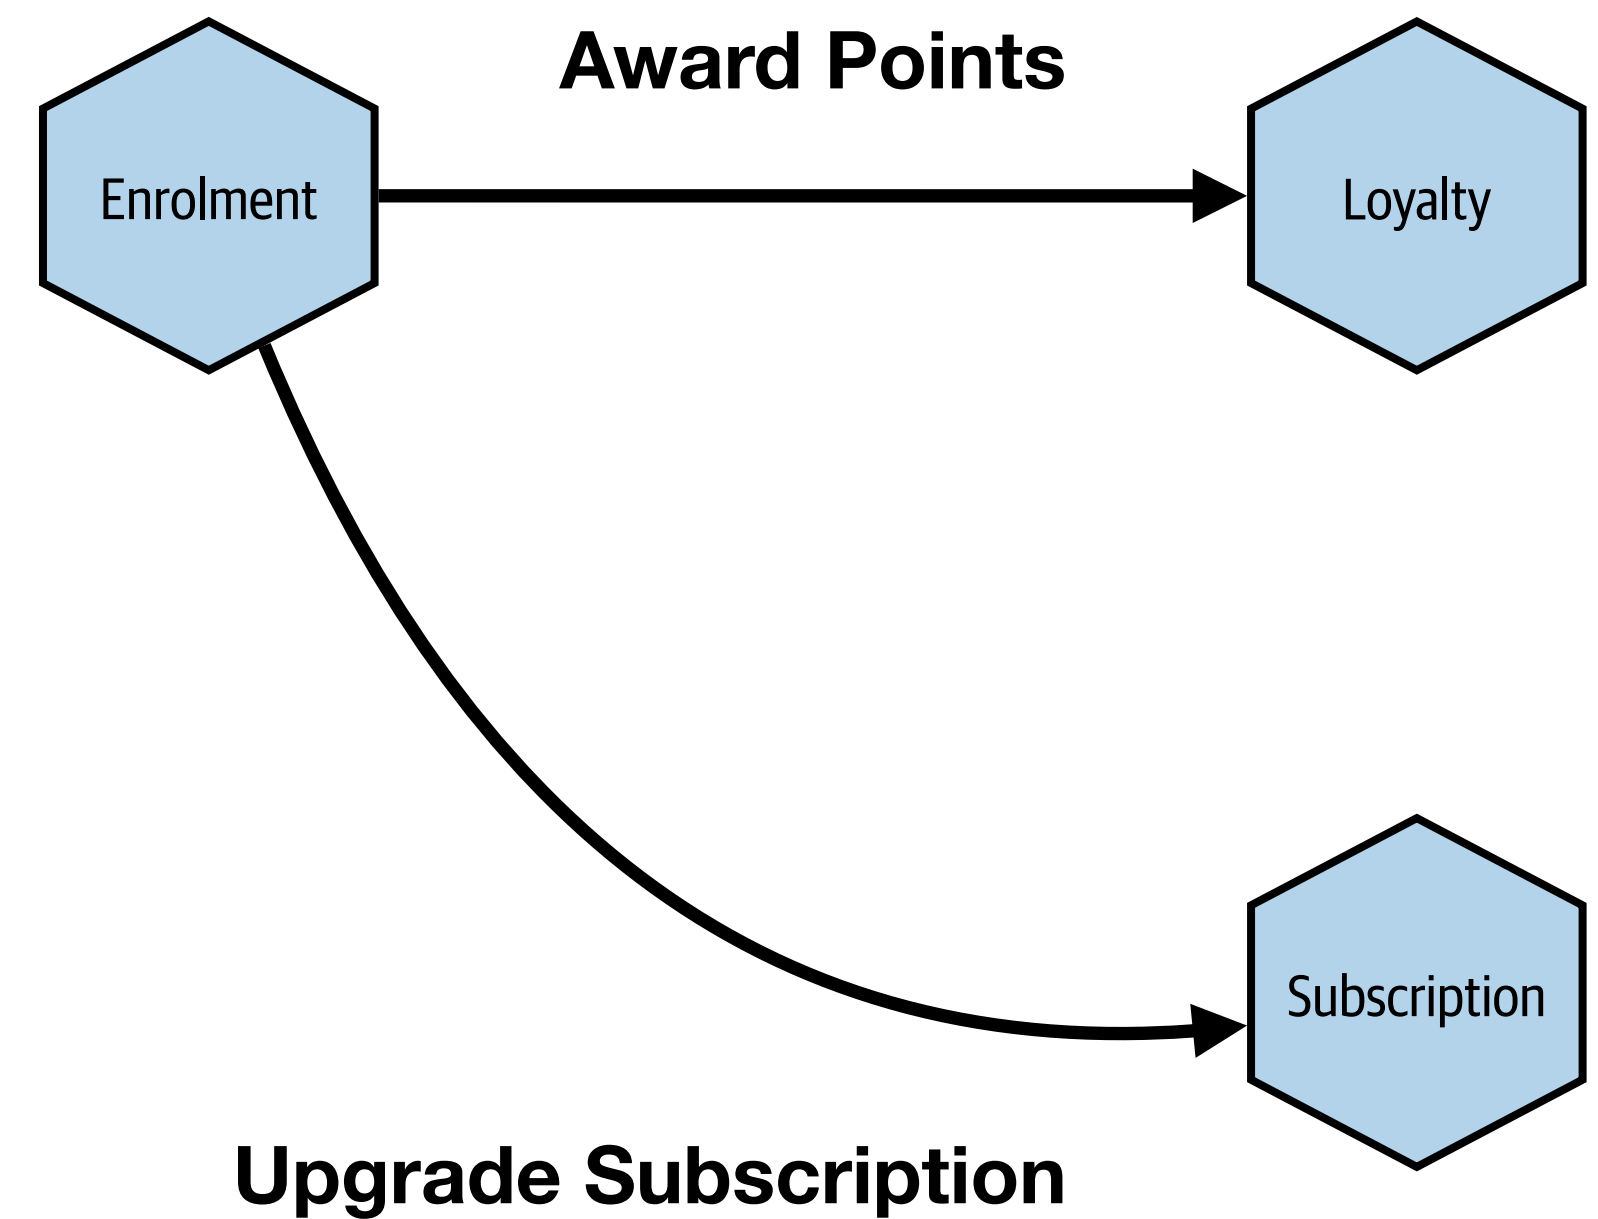 Award Points
Enrolment
Loyalty
Subscription
Upgrade Subscription